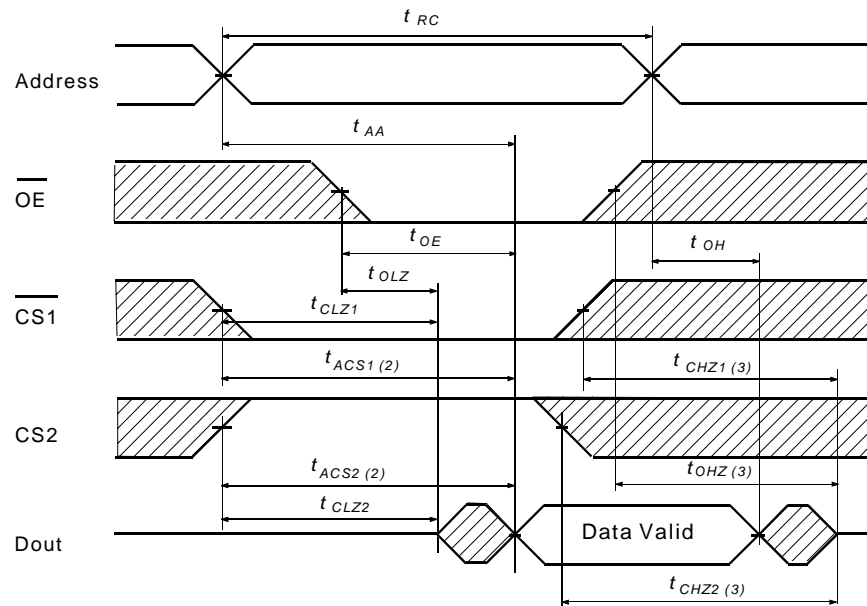 t RC
Address
t AA
OE
t OE
t OH
t OLZ
CS1
t CLZ1
t ACS1 (2)
t CHZ1 (3)
CS2
t ACS2 (2)
t OHZ (3)
t CLZ2
Dout
Data Valid
t CHZ2 (3)